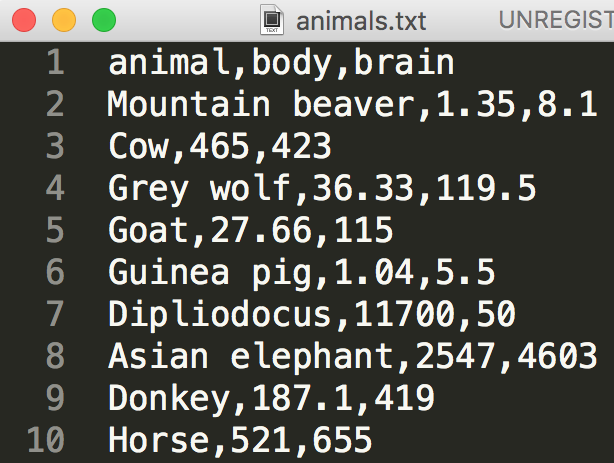 TEXT
animals.txt
UNREGIST
1 animal,body,brain
2 Mountain beaver,1.35,8.1
3 Cow,465,423
4 Grey wolf,36.33,119.5
5 Goat,27.66,115
6 Guinea pig,1.04,5.5
7 Dipliodocus,11700,50
8 Asian elephant,2547,4603
9 Donkey,187.1,419
10 Horse,521,655